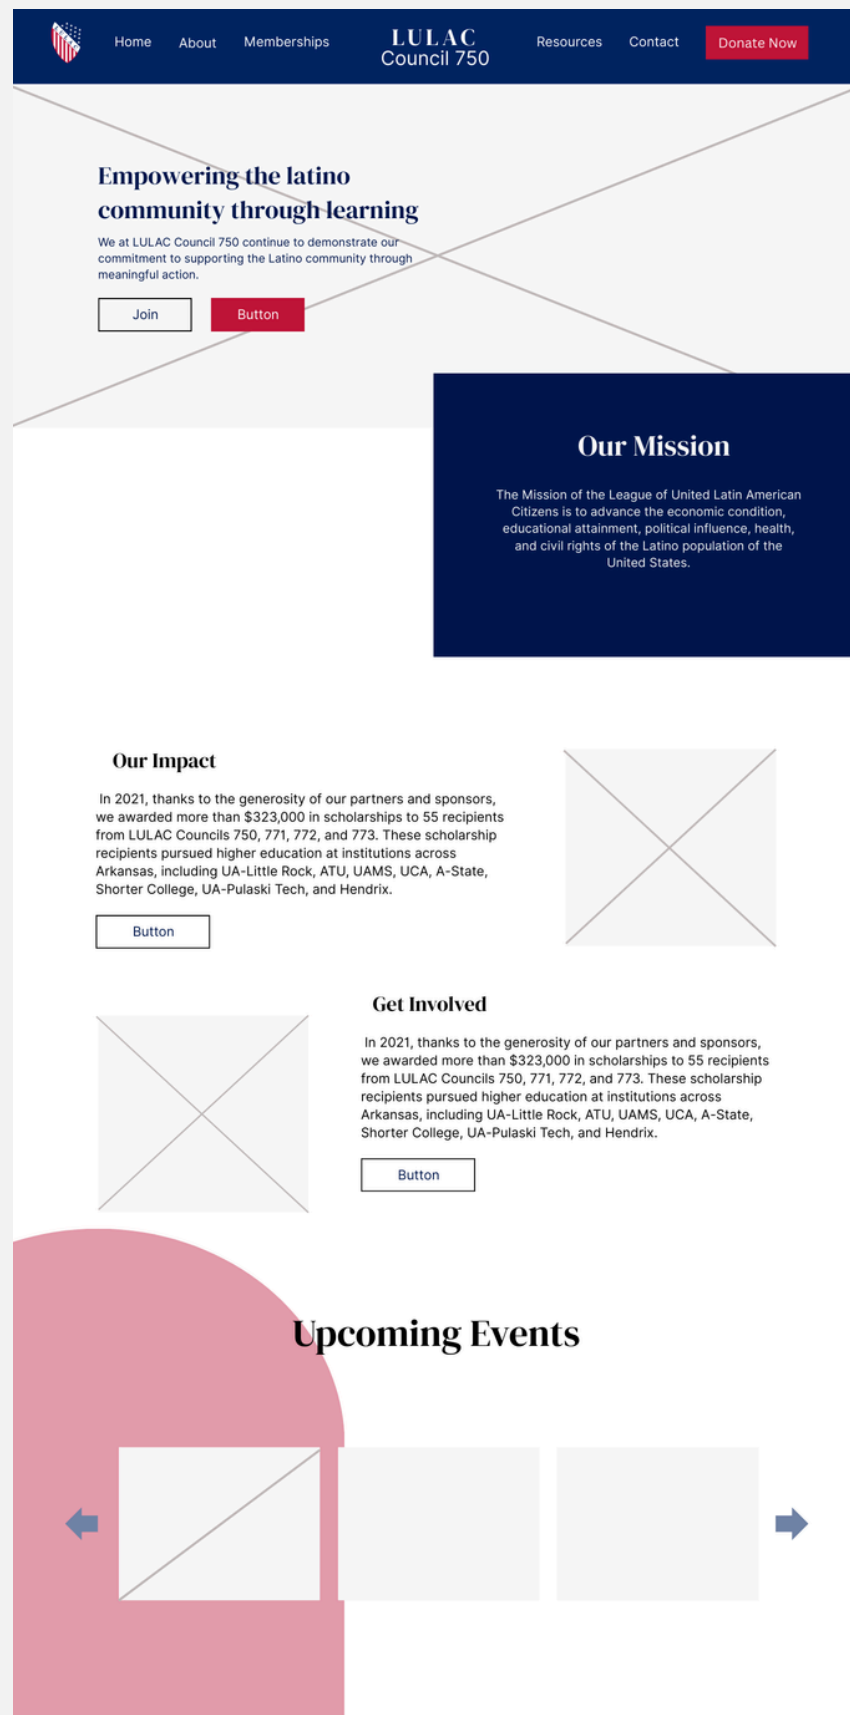 Home
About
Memberships
LULAC
Council 750
Resources
Contact
Donate Now
Empowering the latino
community through learning
We at LULAC Council 750 continue to demonstrate our
commitment to supporting the Latino community through
meaningful action.
Join
Button
Our Mission
The Mission of the League of United Latin American
Citizens is to advance the economic condition,
educational attainment, political influence, health,
and civil rights of the Latino population of the
United States.
Our Impact
In 2021, thanks to the generosity of our partners and sponsors,
we awarded more than $323,000 in scholarships to 55 recipients
from LULAC Councils 750, 771, 772, and 773. These scholarship
recipients pursued higher education at institutions across
Arkansas, including UA-Little Rock, ATU, UAMS, UCA, A-State,
Shorter College, UA-Pulaski Tech, and Hendrix.
Button
Get Involved
In 2021, thanks to the generosity of our partners and sponsors,
we awarded more than $323,000 in scholarships to 55 recipients
from LULAC Councils 750, 771, 772, and 773. These scholarship
recipients pursued higher education at institutions across
Arkansas, including UA-Little Rock, ATU, UAMS, UCA, A-State,
Shorter College, UA-Pulaski Tech, and Hendrix.
Button
Upcoming Events